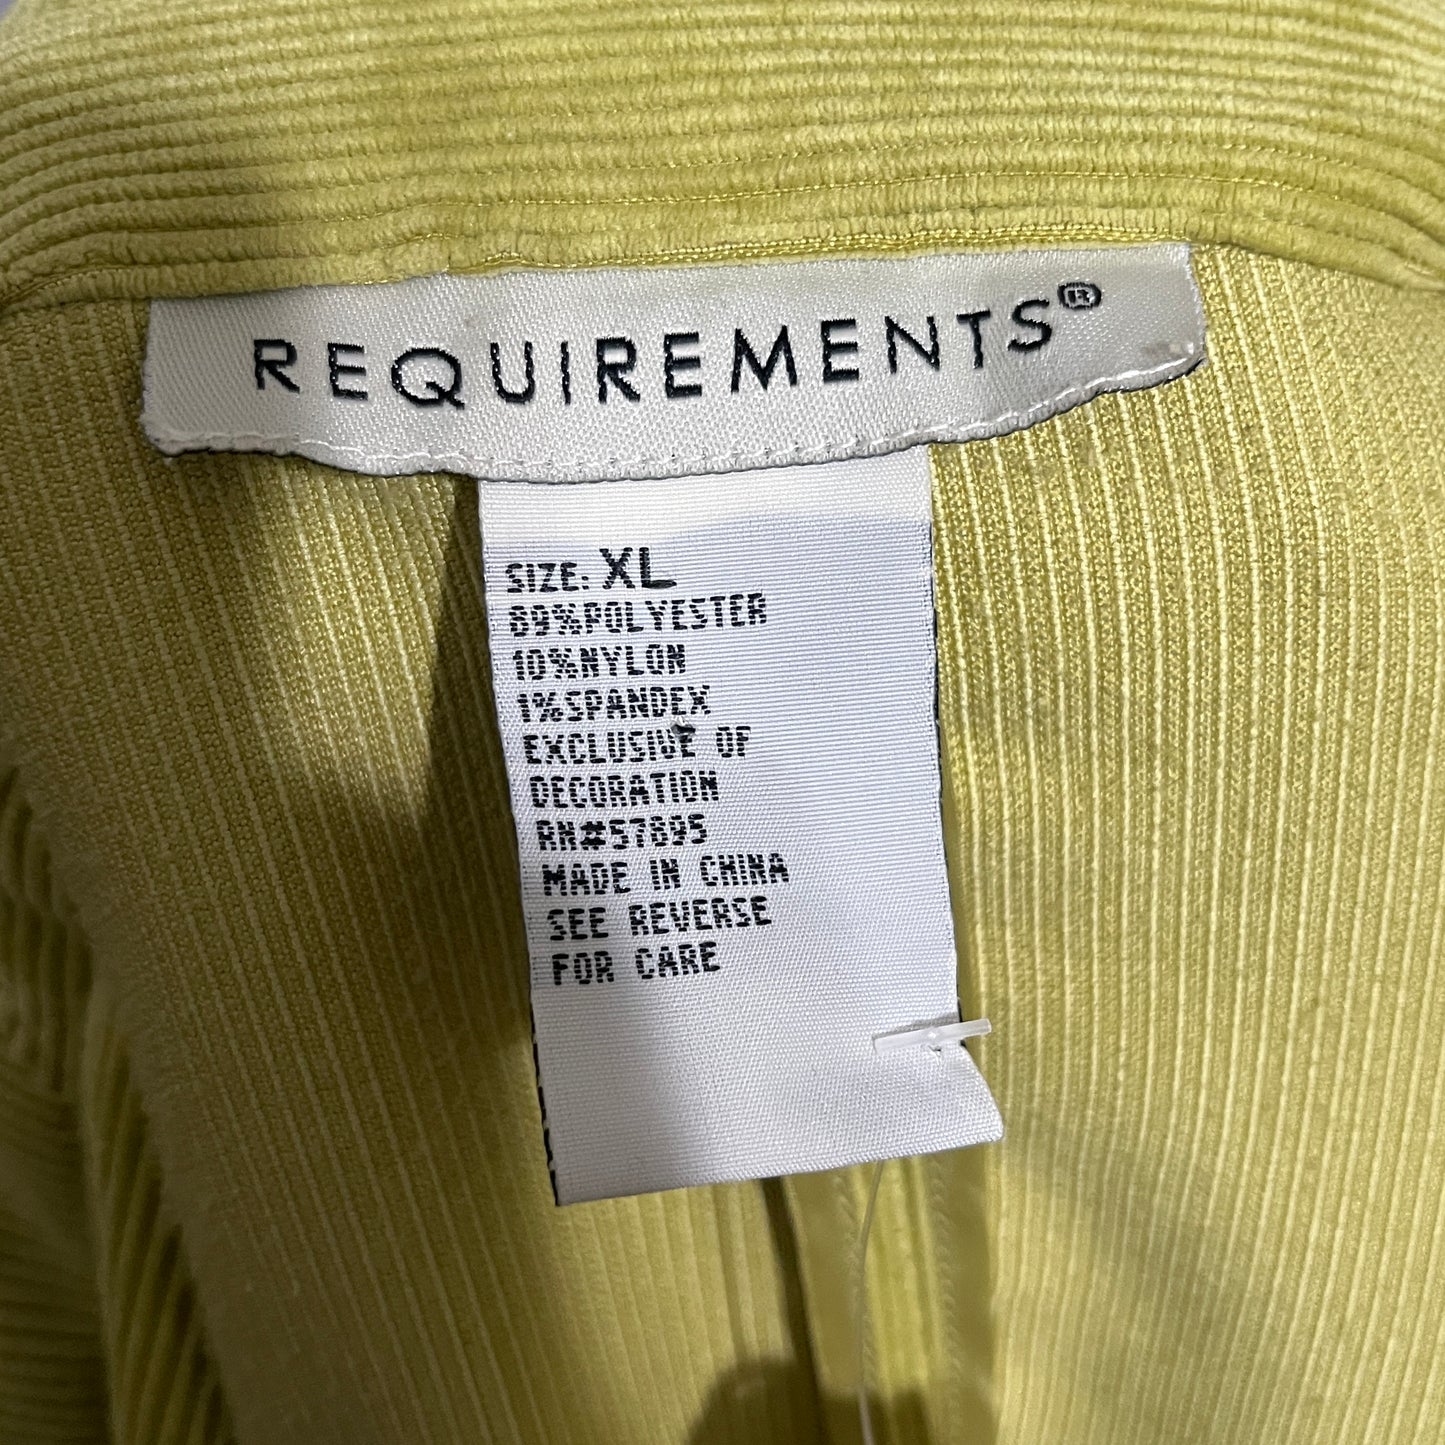 REQUIREMENTS®
SIZE: XL
89%POLYESTER
10%NYLON
1%SPANDEX
EXCLUSIVE OF
DECORATION
RN#57895
MADE IN CHINA
SEE REVERSE
FOR CARE